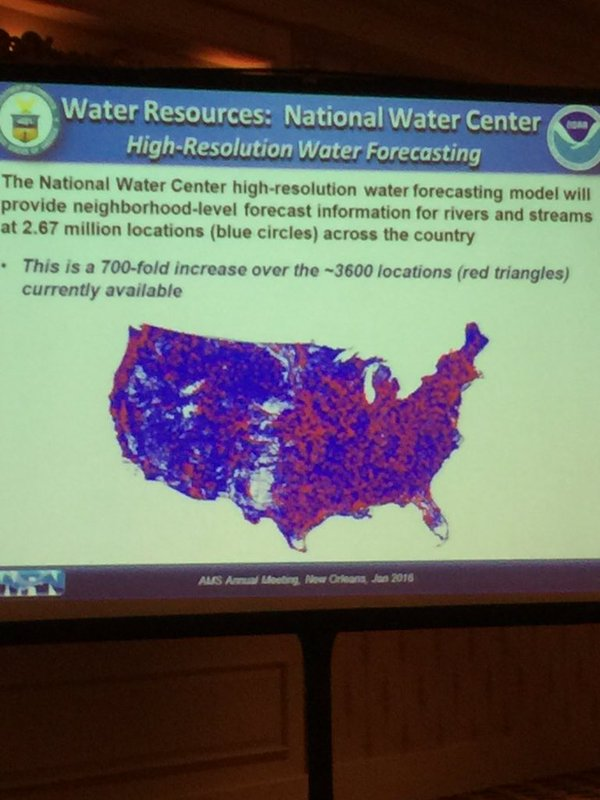 Water Resources: National Water Center
High-Resolution Water Forecasting
NOAA
The National Water Center high-resolution water forecasting model will
provide neighborhood-level forecast information for rivers and streams
at 2.67 million locations (blue circles) across the country
• This is a 700-fold increase over the ~3600 locations (red triangles)
currently available
AMS Annual Meeting, New Orleans, Jan 2016